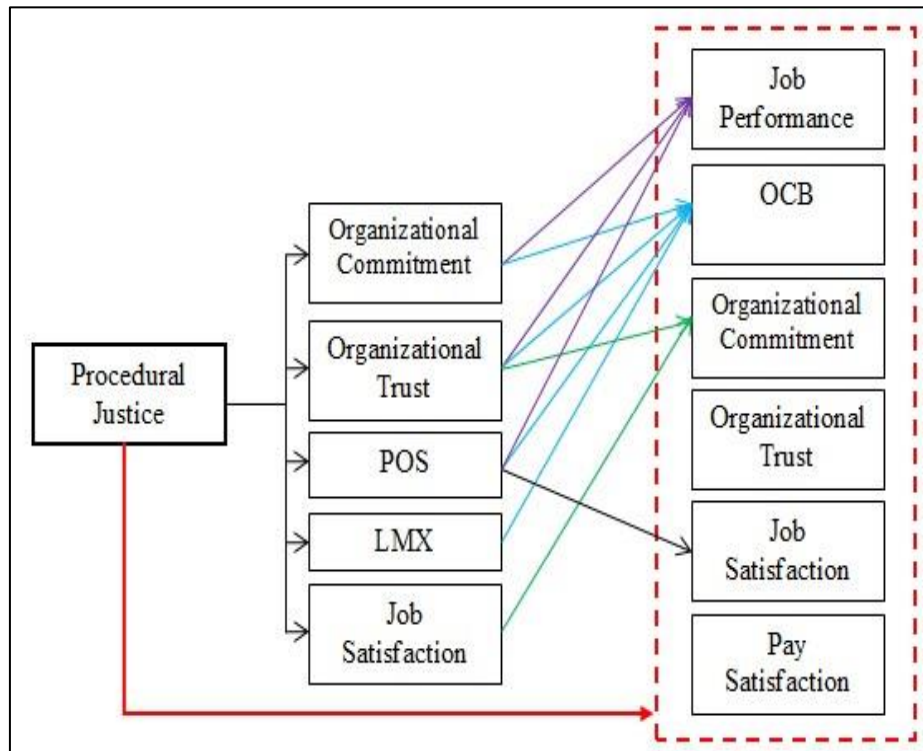 Procedural
Justice
Organizational
Commitment
Organizational
Trust
POS
LMX
Job
Satisfaction
Job
Performance
OCB
Organizational
Commitment
Organizational
Trust
Job
Satisfaction
Pay
Satisfaction